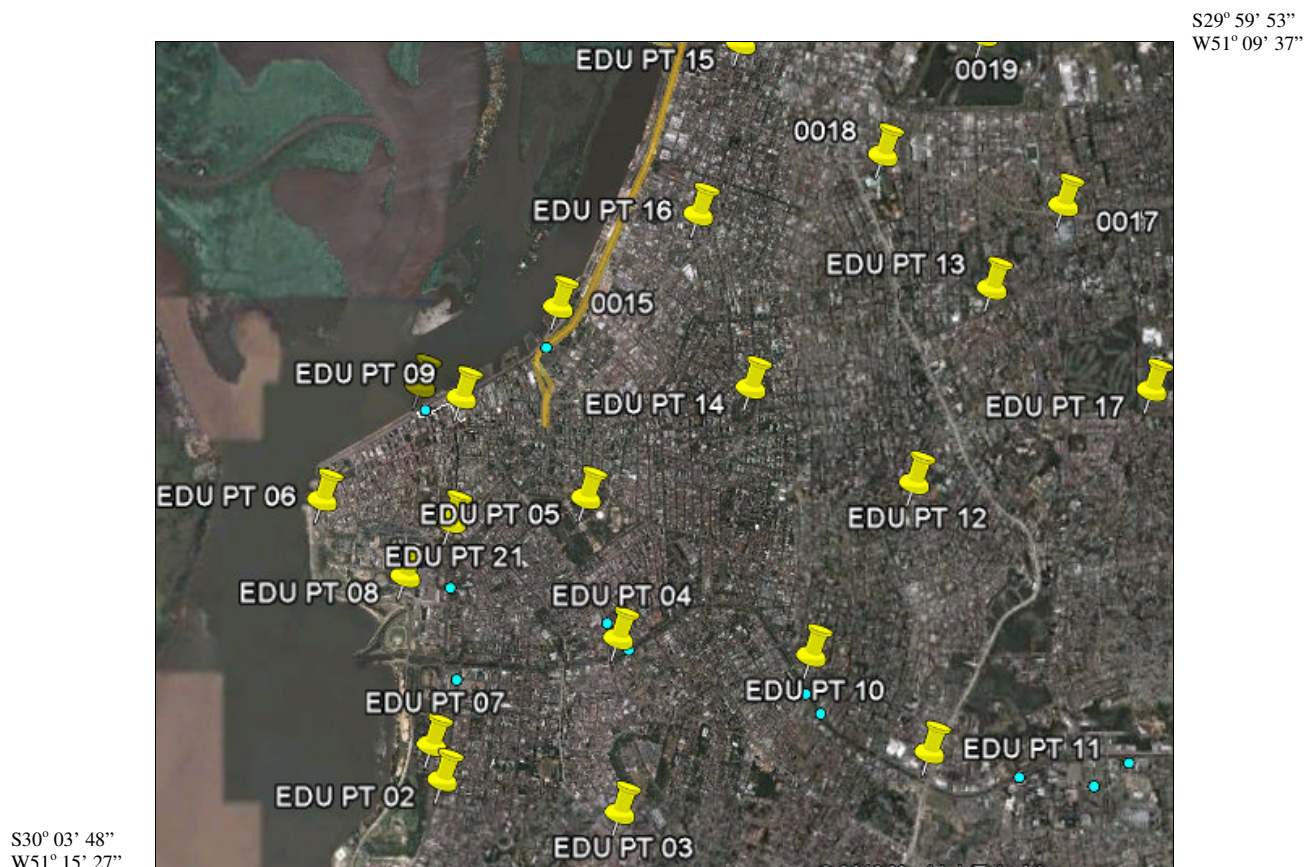 S29° 59' 53”
W51° 09' 37”
EDU PT 15
0019
0018
EDU PT 16
0017
EDU PT 13
0015
EDU PT 09
EDU PT 14
EDU PT 17
EDU PT 06
EDU PT 05
EDU PT 12
EDU PT 21
EDU PT 08
EDU PT 04
EDU PT 10
EDU PT 07
EDU PT 11
EDU PT 02
S30° 03' 48”
EDU PT 03
W51° 15' 27”